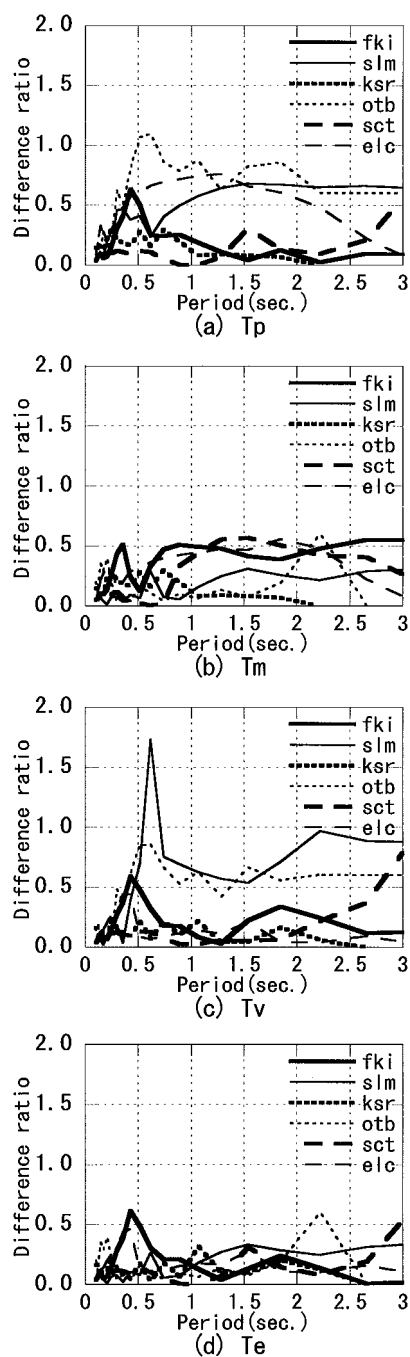 2.0
1.5
1.0
0.5
0.0
Difference ratio
fki
slm
ksr
otb
sct
elc
0 0.5 1 1.5 2 2.5 3
Period(sec.)
(a) Tp
2.0
1.5
1.0
0.5
0.0
Difference ratio
fki
slm
ksr
otb
sct
elc
0 0.5 1 1.5 2 2.5 3
Period(sec.)
(b) Tm
2.0
1.5
1.0
0.5
0.0
Difference ratio
fki
slm
ksr
otb
sct
elc
0 0.5 1 1.5 2 2.5 3
Period(sec.)
(c) Tv
2.0
1.5
1.0
0.5
0.0
Difference ratio
fki
slm
ksr
otb
sct
elc
0 0.5 1 1.5 2 2.5 3
Period(sec.)
(d) Te